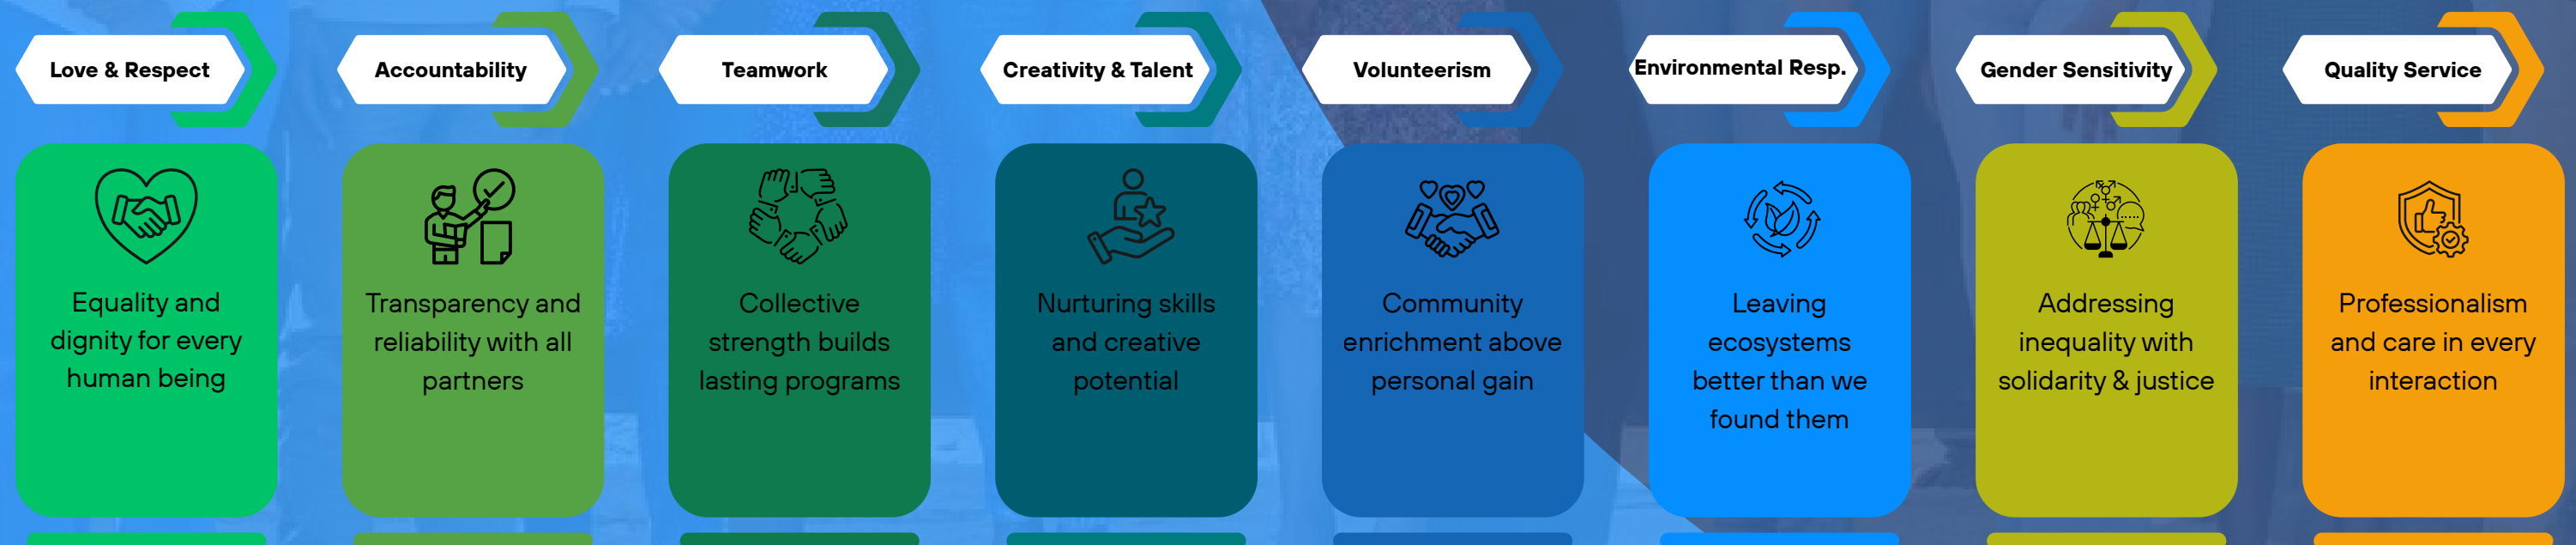 Love & Respect
Accountability
Teamwork
Creativity & Talent
Volunteerism
Environmental Resp.
Gender Sensitivity
Quality Service
Equality and
dignity for every
human being
Transparency and
reliability with all
partners
Collective
strength builds
lasting programs
Nurturing skills
and creative
potential
Community
enrichment above
personal gain
Leaving
ecosystems
better than we
found them
Addressing
inequality with
solidarity & justice
Professionalism
and care in every
interaction